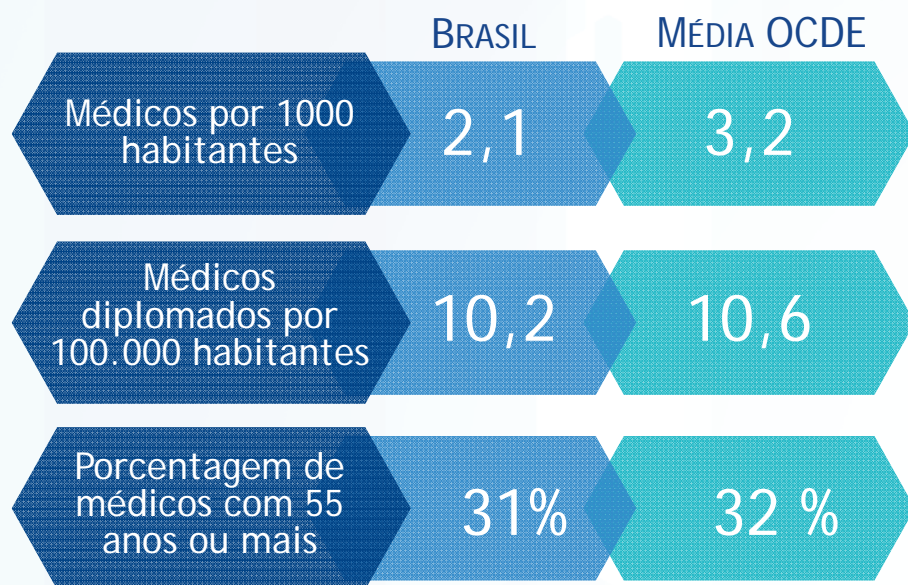 BRASIL MÉDIA OCDE
Médicos por 1000
habitantes
2,1 3,2
Médicos
diplomados por
100.000 habitantes
10,2 10,6
Porcentagem de
médicos com 55
anos ou mais
31% 32 %